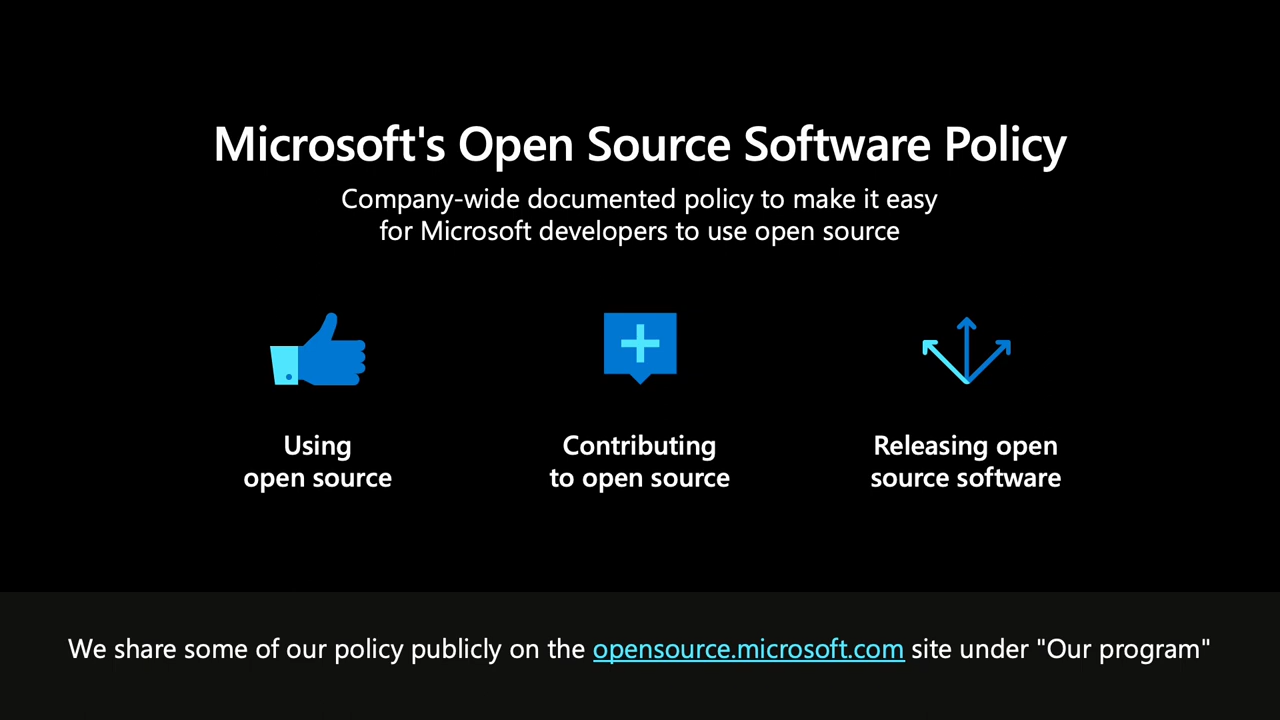 Microsoft's Open Source Software Policy
Company-wide documented policy to make it easy
for Microsoft developers to use open source
Using
open source
Contributing
to open source
Releasing open
source software
We share some of our policy publicly on the opensource.microsoft.com site under "Our program"